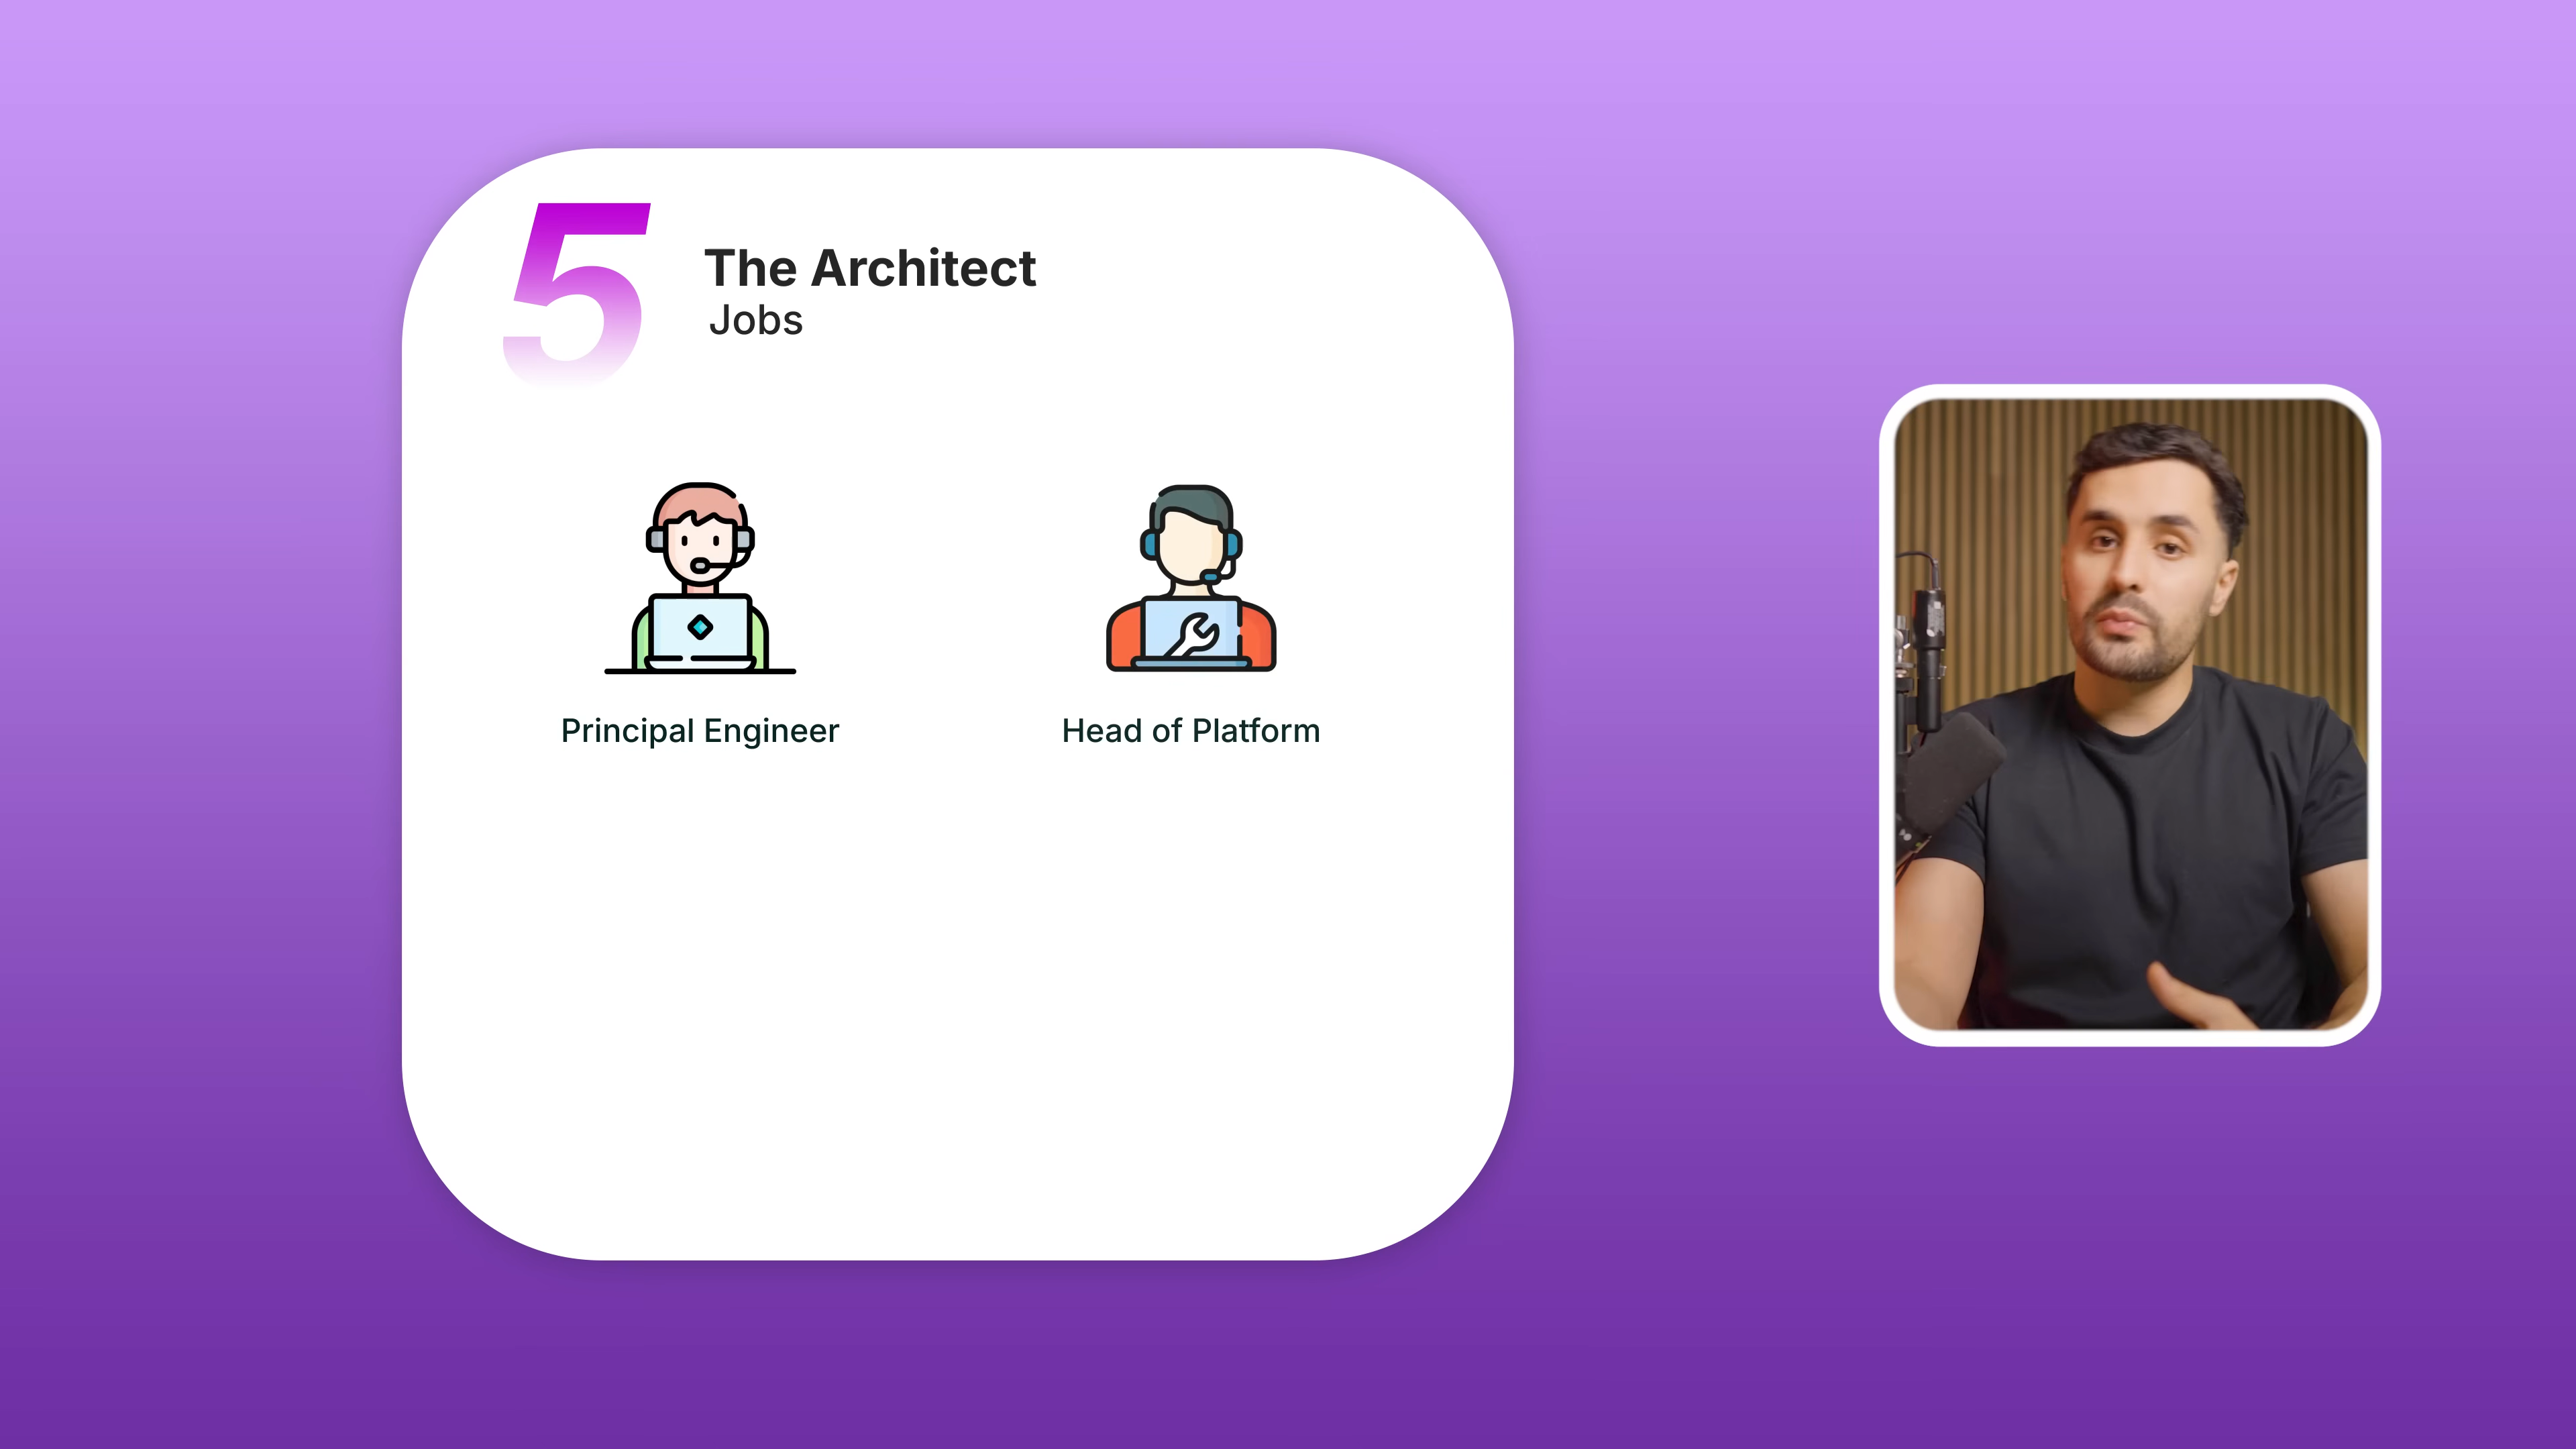 5
The Architect
Jobs
Principal Engineer
Head of Platform